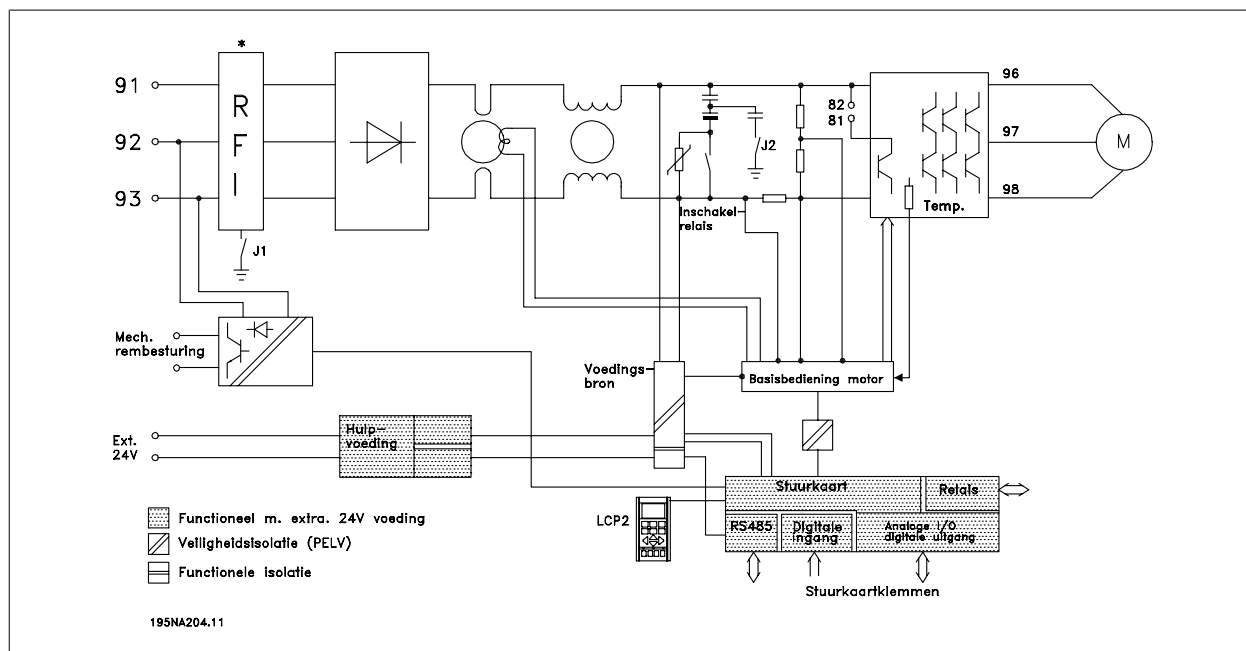 *
91
92
93
R
F
I
J1
82
81
J2
96
97
98
M
Temp.
Inschakel-
relais
Mech.
rembesturing
Voedings
bron
Basisbediening motor
Ext.
24V
Hulp-
voeding
Stuurkaart
Relais
LCP2
RS485
Digitale
ingang
Analoge I/O
digitale uitgang
Stuurkaartklemmen
Functioneel m. extra. 24V voeding
Veiligheidsisolatie (PELV)
Functionele isolatie
195NA204.11